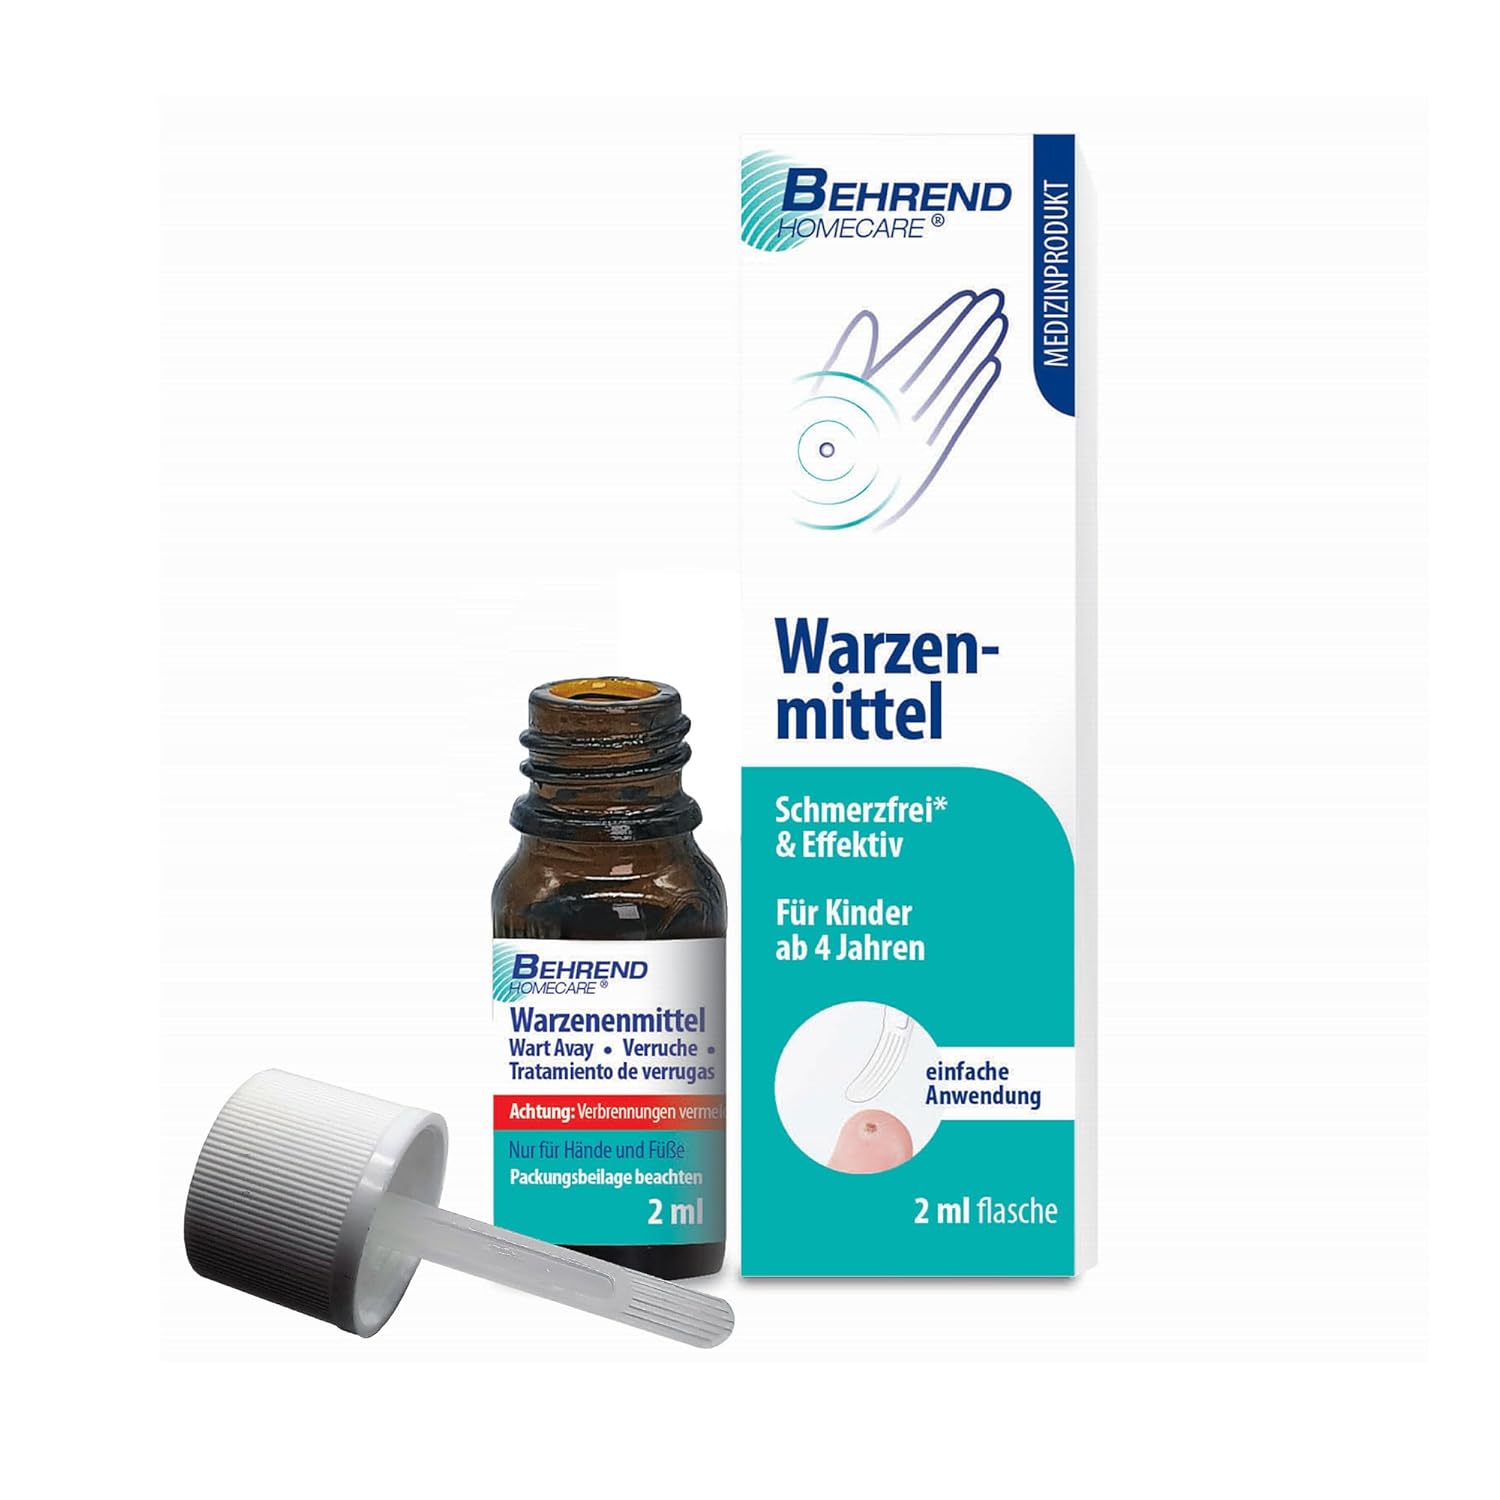 BEHREND
HOMECARE®
MEDIZINPRODUKT
Warzen-
mittel
Schmerzfrei*
& Effektiv
Für Kinder
ab 4 Jahren
einfache
Anwendung
2 ml flasche
BEHREND
HOMECARE®
Warzenenmittel
Wart Avay • Verruche •
Tratamiento de verrugas
Achtung: Verbrennungen
Nur für Hände und Füße
Packungsbeilage beachten
2 ml